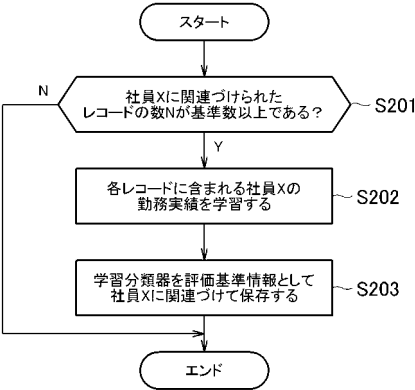 スタート
社員Xに関連づけられた
レコードの数Nが基準数以上である？
S201
N
Y
各レコードに含まれる社員Xの
勤務実績を学習する
S202
学習分類器を評価基準情報として
社員Xに関連づけて保存する
S203
エンド